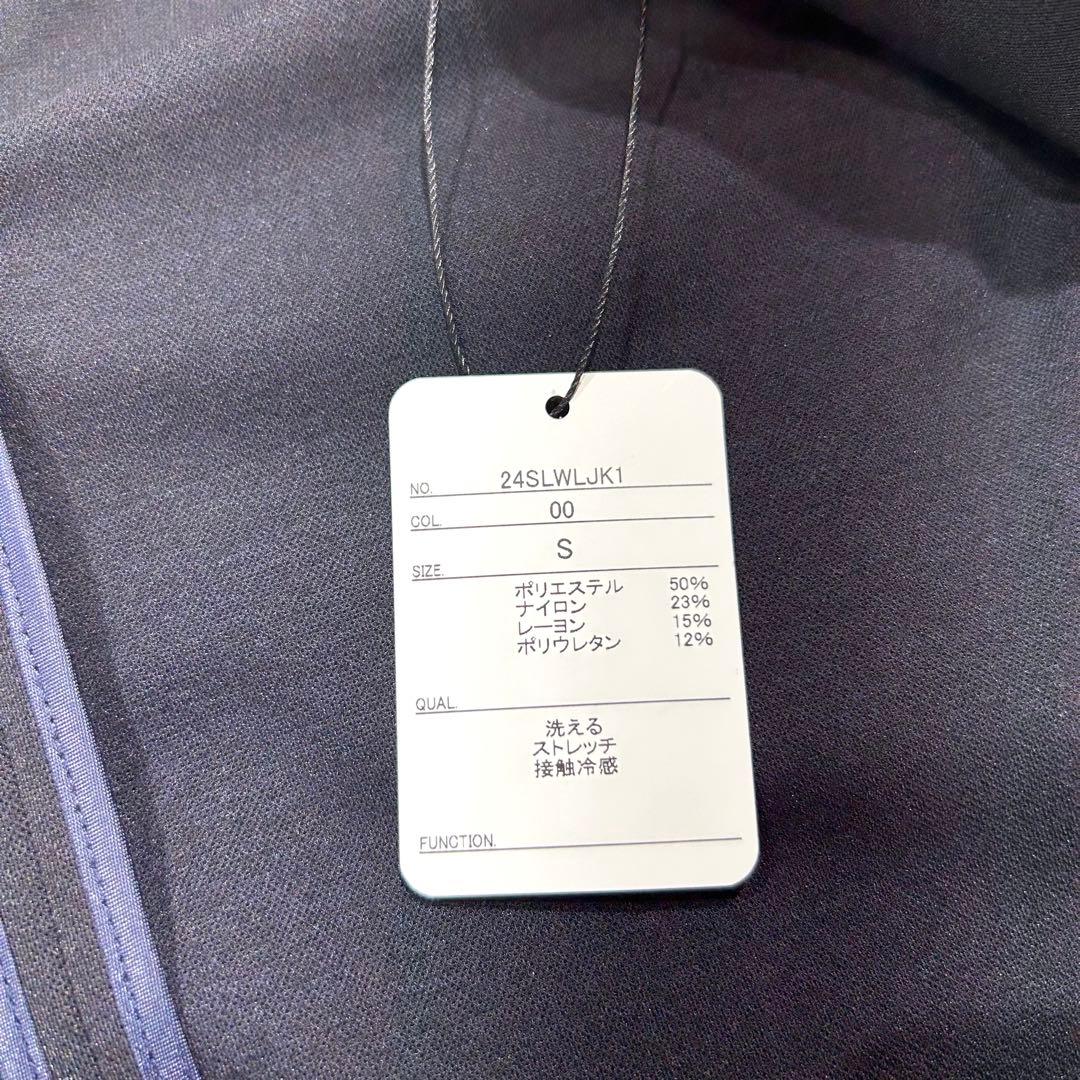 NO. 24SLWLJK1
COL. 00
SIZE. S
ポリエステル 50%
ナイロン 23%
レーヨン 15%
ポリウレタン 12%
QUAL.
洗える
ストレッチ
接触冷感
FUNCTION.